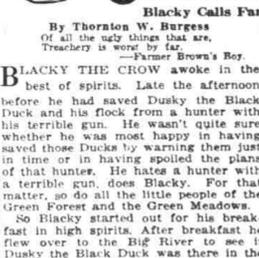 Blacky Calls Far
By Thornton W. Burgess
Of all the ugly things that are,
Treachery is worst by far.
—Farmer Brown's Boy.
BLACKY THE CROW awoke in the
best of spirits. Late the afternoon
before he had saved Dusky the Black
Duck and his flock from a hunter with
his terrible gun. He wasn't quite sure
whether he was most happy in having
saved those Ducks by warning them just
in time or in having spoiled the plans
of that hunter. He hates a hunter with
a terrible gun, does Blacky. For that
matter, so do all the little people of the
Green Forest and the Green Meadows.
So Blacky started out for his break-
fast in high spirits. After breakfast he
flew over to the Big River to see i
Dusky the Black Duck was there in the